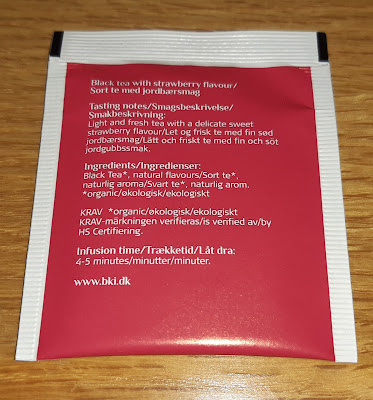 Black tea with strawberry flavour/
Sort te med jordbærsmag
Tasting notes/Smagsbeskrivelse/
Smakbeskrivning:
Light and fresh tea with a delicate sweet
strawberry flavour/Let og frisk te med fin sød
jordbærsmag/Lätt och friskt te med fin och söt
jordgubbssmak.
Ingredients/Ingredienser:
Black Tea*, natural flavours/Sort te*,
naturlig aroma/Svart te*, naturlig arom.
*organic/økologisk/ekologiskt
KRAV *organic/økologisk/ekologiskt
KRAV-märkningen verifieras/is verified av/by
HS Certifiering.
Infusion time/Trækketid/Låt dra:
4-5 minutes/minutter/minuter.
www.bki.dk